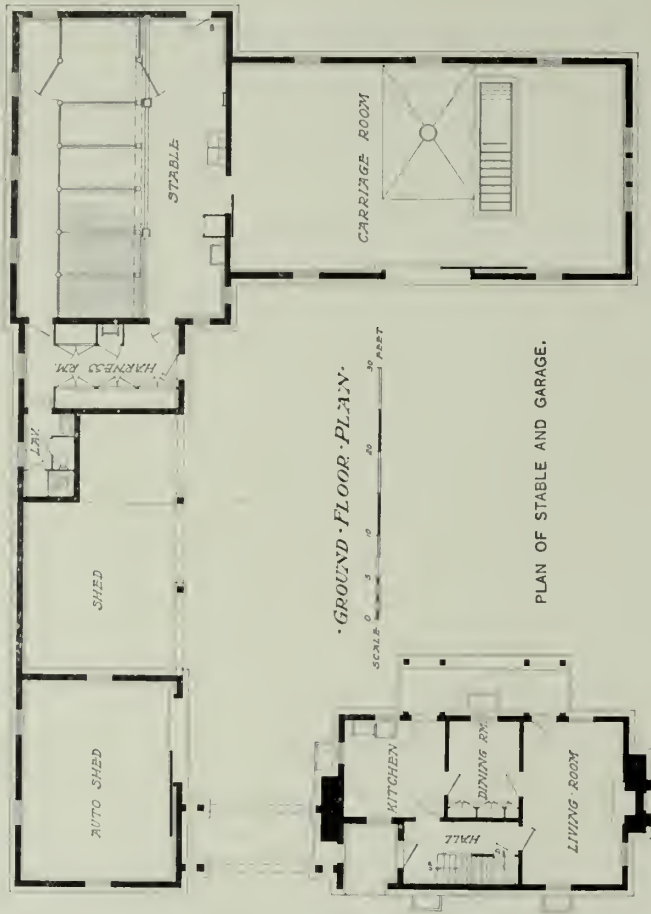 AUTO SHED
SHED
LAV.
HARNESS RM.
STABLE
CARRIAGE ROOM
·GROUND·FLOOR·PLAN·
SCALE 0 5 10 20 30 FEET
KITCHEN
DINING RM.
HALL
UP
LIVING ROOM
PLAN OF STABLE AND GARAGE.